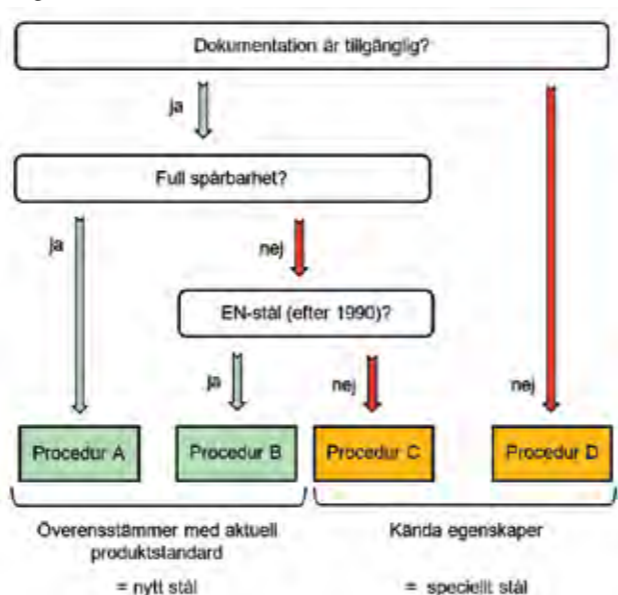 Dokumentation är tillgänglig?
ja
Full spårbarhet?
ja
nej
EN-stål (efter 1990)?
ja
nej
nej
Procedur A
Procedur B
Procedur C
Procedur D
Överensstämmer med aktuell
produktstandard
Kända egenskaper
= nytt stål
= speciellt stål